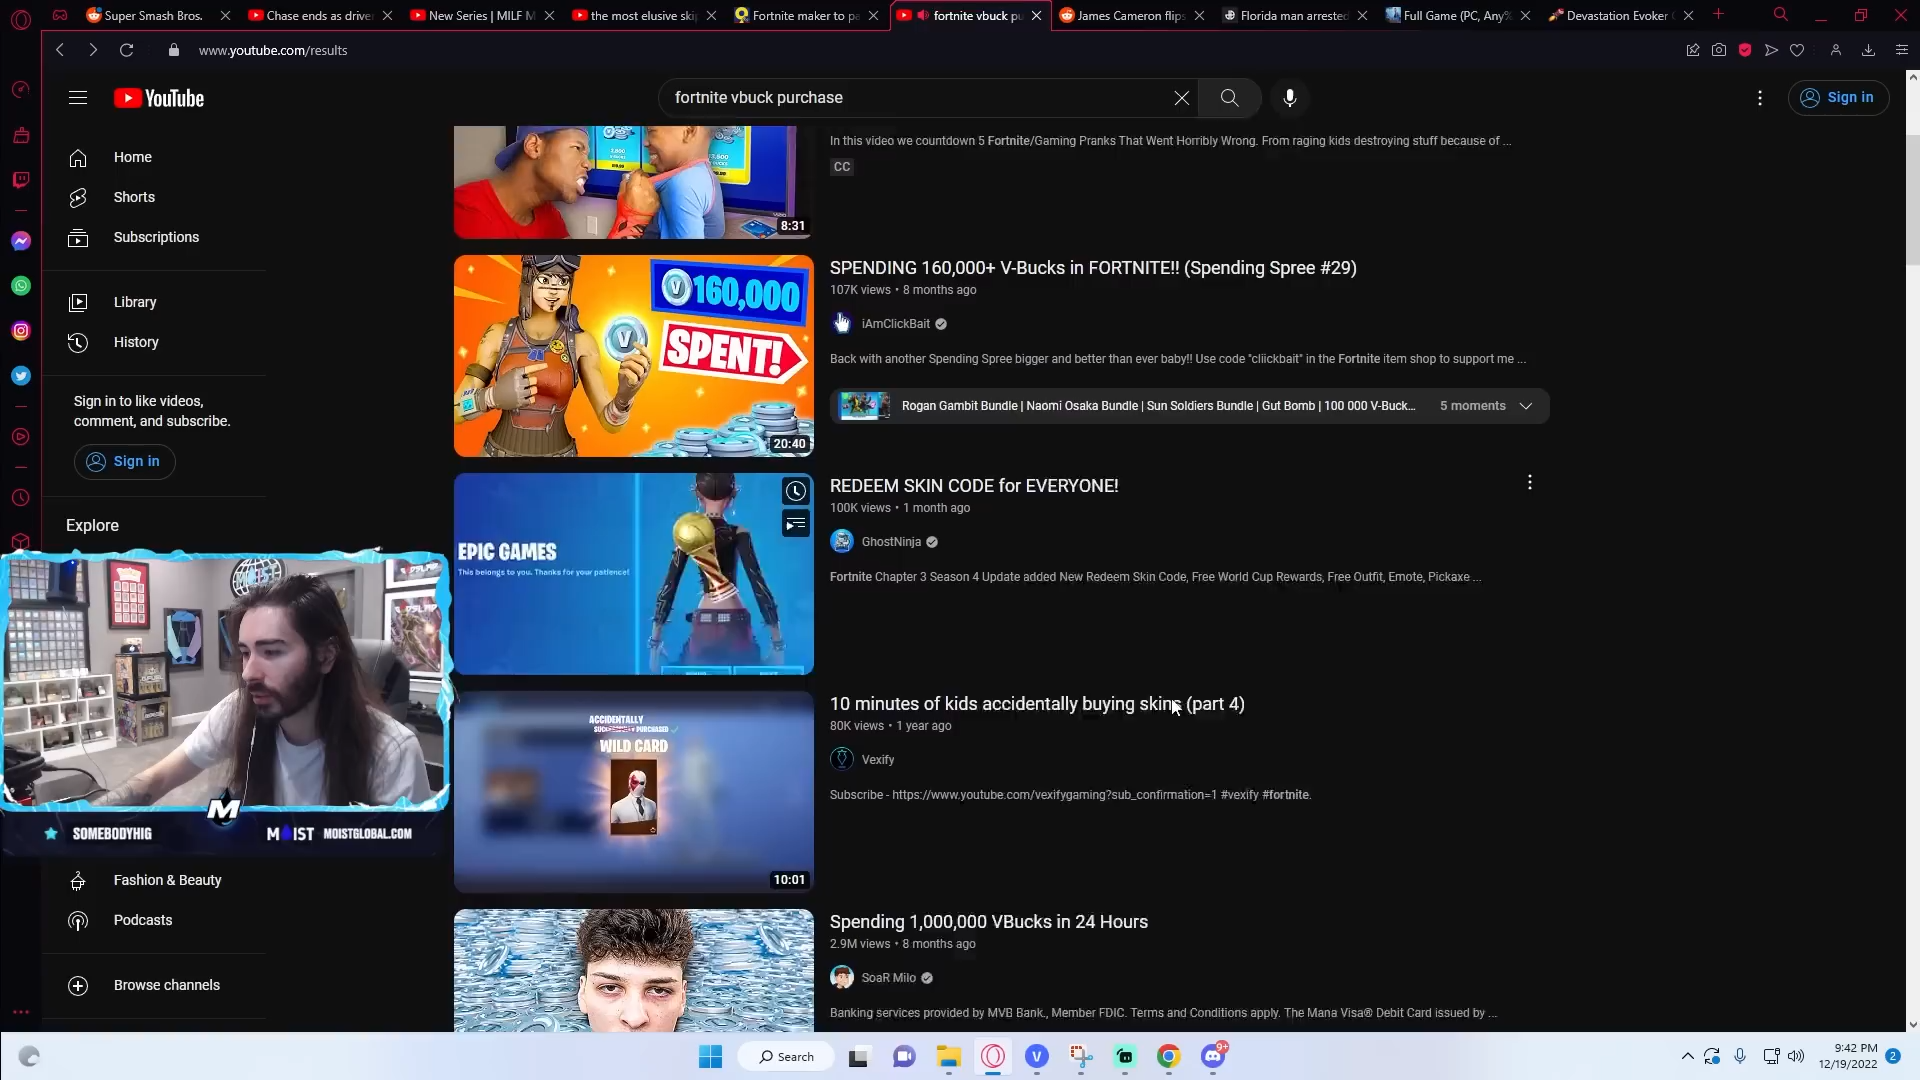 Super Smash Bros.
Chase ends as drive
New Series | MILF M
the most elusive ski
Fortnite maker to pa
fortnite vbuck pu
James Cameron flips
Florida man arrested
Full Game (PC, Any%
Devastation Evoker
www.youtube.com/results
YouTube
fortnite vbuck purchase
Sign in
Home
Shorts
Subscriptions
Library
History
Sign in to like videos,
comment, and subscribe.
Sign in
Explore
Fashion & Beauty
Podcasts
Browse channels
8:31
In this video we countdown 5 Fortnite/Gaming Pranks That Went Horribly Wrong. From raging kids destroying stuff because of ...
CC
160,000
SPENT!
20:40
SPENDING 160,000+ V-Bucks in FORTNITE!! (Spending Spree #29)
107K views • 8 months ago
iAmClickBait
Back with another Spending Spree bigger and better than ever baby!! Use code "cliickbait" in the Fortnite item shop to support me ...
Rogan Gambit Bundle | Naomi Osaka Bundle | Sun Soldiers Bundle | Gut Bomb | 100 000 V-Buck...
5 moments
EPIC GAMES
This belongs to you. Thanks for your patience!
REDEEM SKIN CODE for EVERYONE!
100K views • 1 month ago
GhostNinja
Fortnite Chapter 3 Season 4 Update added New Redeem Skin Code, Free World Cup Rewards, Free Outfit, Emote, Pickaxe ...
ACCIDENTALLY
PURCHASED
WILD CARD
10:01
10 minutes of kids accidentally buying skins (part 4)
80K views • 1 year ago
Vexify
Subscribe - https://www.youtube.com/vexifygaming?sub_confirmation=1 #vexify #fortnite.
Spending 1,000,000 VBucks in 24 Hours
2.9M views • 8 months ago
SoaR Milo
Banking services provided by MVB Bank., Member FDIC. Terms and Conditions apply. The Mana Visa® Debit Card issued by ...
MOIST
M
SOMEBODYHIG
MOIST
MOISTGLOBAL.COM
Search
9+
9:42 PM
12/19/2022
2